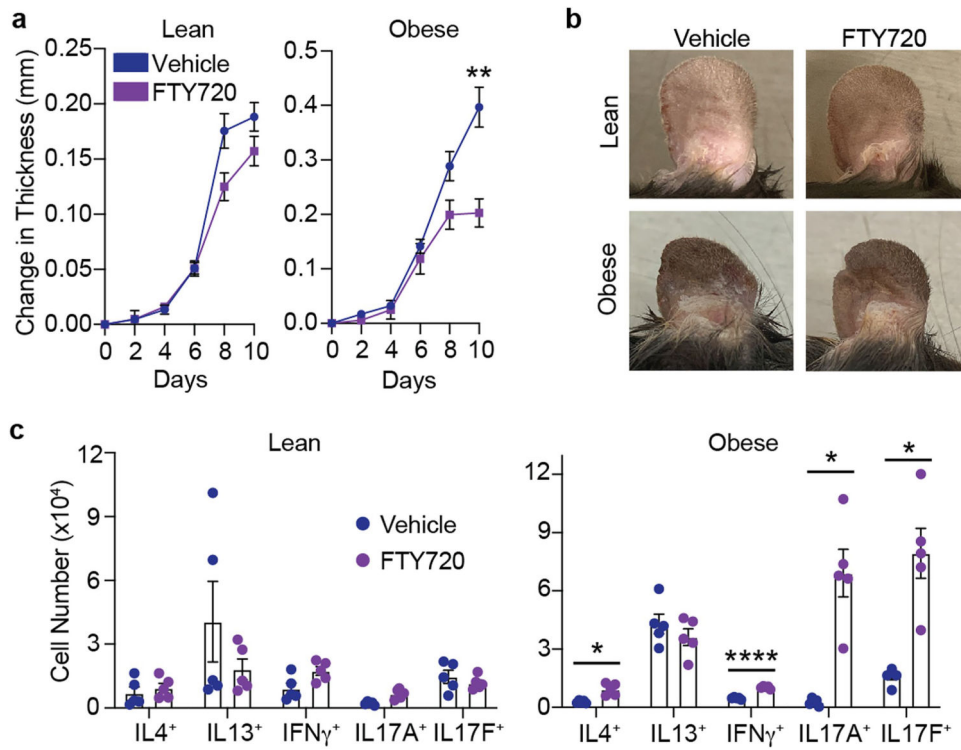 a
Lean
Obese
Vehicle
FTY720
Change in Thickness (mm)
0.25
0.20
0.15
0.10
0.05
0.00
0 2 4 6 8 10
Days
0.5
0.4
0.3
0.2
0.1
0.0
**
0 2 4 6 8 10
Days
b
Vehicle FTY720
Lean
Obese
c
Lean
Vehicle
FTY720
Cell Number (x10⁴)
12
9
6
3
0
IL4⁺ IL13⁺ IFNγ⁺ IL17A⁺ IL17F⁺
Obese
12
9
6
3
0
* **** * *
IL4⁺ IL13⁺ IFNγ⁺ IL17A⁺ IL17F⁺